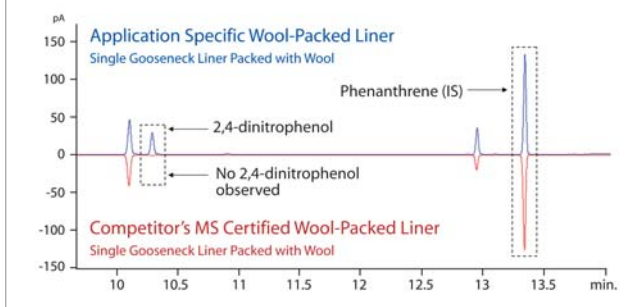 pA
Application Specific Wool-Packed Liner
Single Gooseneck Liner Packed with Wool
150
100
Phenanthrene (IS)
50
2,4-dinitrophenol
0
No 2,4-dinitrophenol
observed
-50
-100
Competitor's MS Certified Wool-Packed Liner
Single Gooseneck Liner Packed with Wool
-150
10 10.5 11 11.5 12 12.5 13 13.5 min.